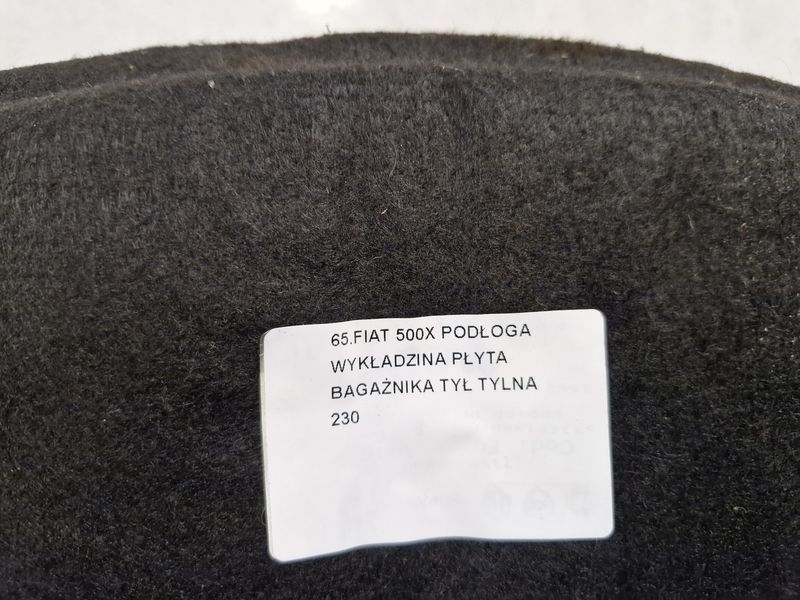 65.FIAT 500X PODŁOGA
WYKŁADZINA PŁYTA
BAGAŻNIKA TYŁ TYLNA
230